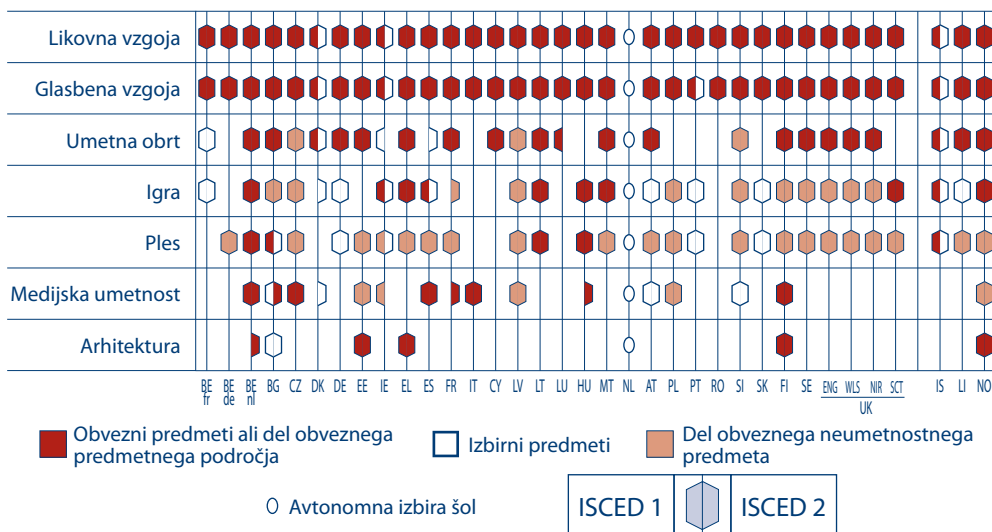 Likovna vzgoja
Glasbena vzgoja
Umetna obrt
Igra
Ples
Medijska umetnost
Arhitektura
BE fr BE de BE nl BG CZ DK DE EE IE EL ES FR IT CY LV LT LU HU MT NL AT PL PT RO SI SK FI SE ENG WLS NIR SCT IS LI NO
UK
Obvezni predmeti ali del obveznega
predmetnega področja
Izbirni predmeti
Del obveznega neumetnostnega
predmeta
Avtonomna izbira šol
ISCED 1
ISCED 2